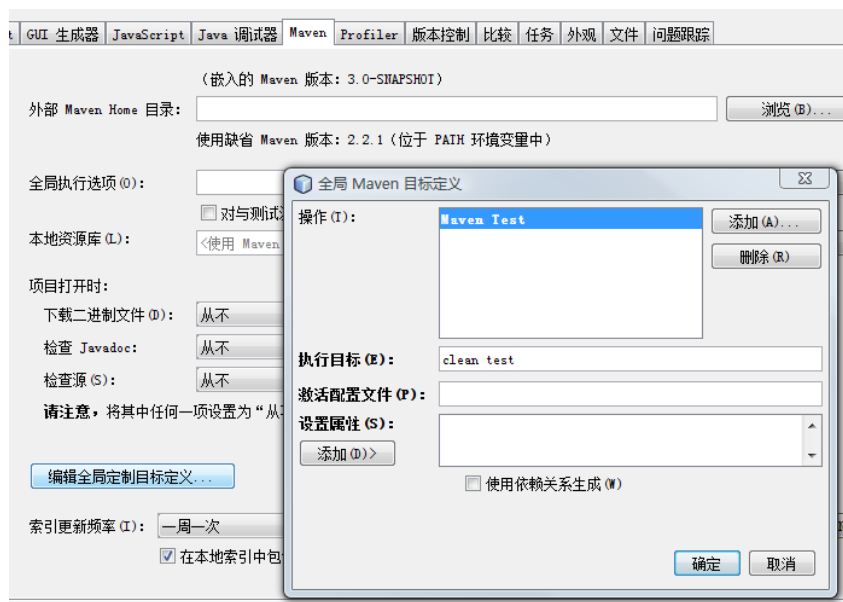 GUI 生成器 JavaScript Java 调试器 Maven Profiler 版本控制 比较 任务 外观 文件 问题跟踪
(嵌入的 Maven 版本: 3.0-SNAPSHOT)
外部 Maven Home 目录:
浏览(B)...
使用缺省 Maven 版本: 2.2.1(位于 PATH 环境变量中)
全局执行选项(O):
对与测试
本地资源库(L):
<使用 Maven
项目打开时:
下载二进制文件(D): 从不
检查 Javadoc: 从不
检查源(S): 从不
请注意,将其中任何一项设置为“从
编辑全局定制目标定义...
索引更新频率(I): 一周一次
在本地索引中包
全局 Maven 目标定义
操作(T):
Maven Test
添加(A)...
删除(R)
执行目标(E): clean test
激活配置文件(P):
设置属性(S):
添加(D)>
使用依赖关系生成(W)
确定 取消